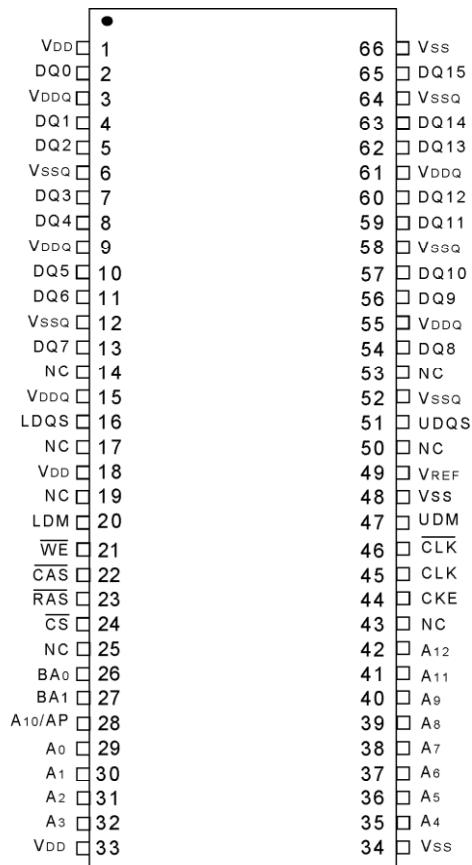 VDD 1 66 VSS
DQ0 2 65 DQ15
VDDQ 3 64 VSSQ
DQ1 4 63 DQ14
DQ2 5 62 DQ13
VSSQ 6 61 VDDQ
DQ3 7 60 DQ12
DQ4 8 59 DQ11
VDDQ 9 58 VSSQ
DQ5 10 57 DQ10
DQ6 11 56 DQ9
VSSQ 12 55 VDDQ
DQ7 13 54 DQ8
NC 14 53 NC
VDDQ 15 52 VSSQ
LDQS 16 51 UDQS
NC 17 50 NC
VDD 18 49 VREF
NC 19 48 VSS
LDM 20 47 UDM
W̅E̅ 21 46 C̅L̅K̅
C̅A̅S̅ 22 45 CLK
R̅A̅S̅ 23 44 CKE
C̅S̅ 24 43 NC
NC 25 42 A12
BA0 26 41 A11
BA1 27 40 A9
A10/AP 28 39 A8
A0 29 38 A7
A1 30 37 A6
A2 31 36 A5
A3 32 35 A4
VDD 33 34 VSS